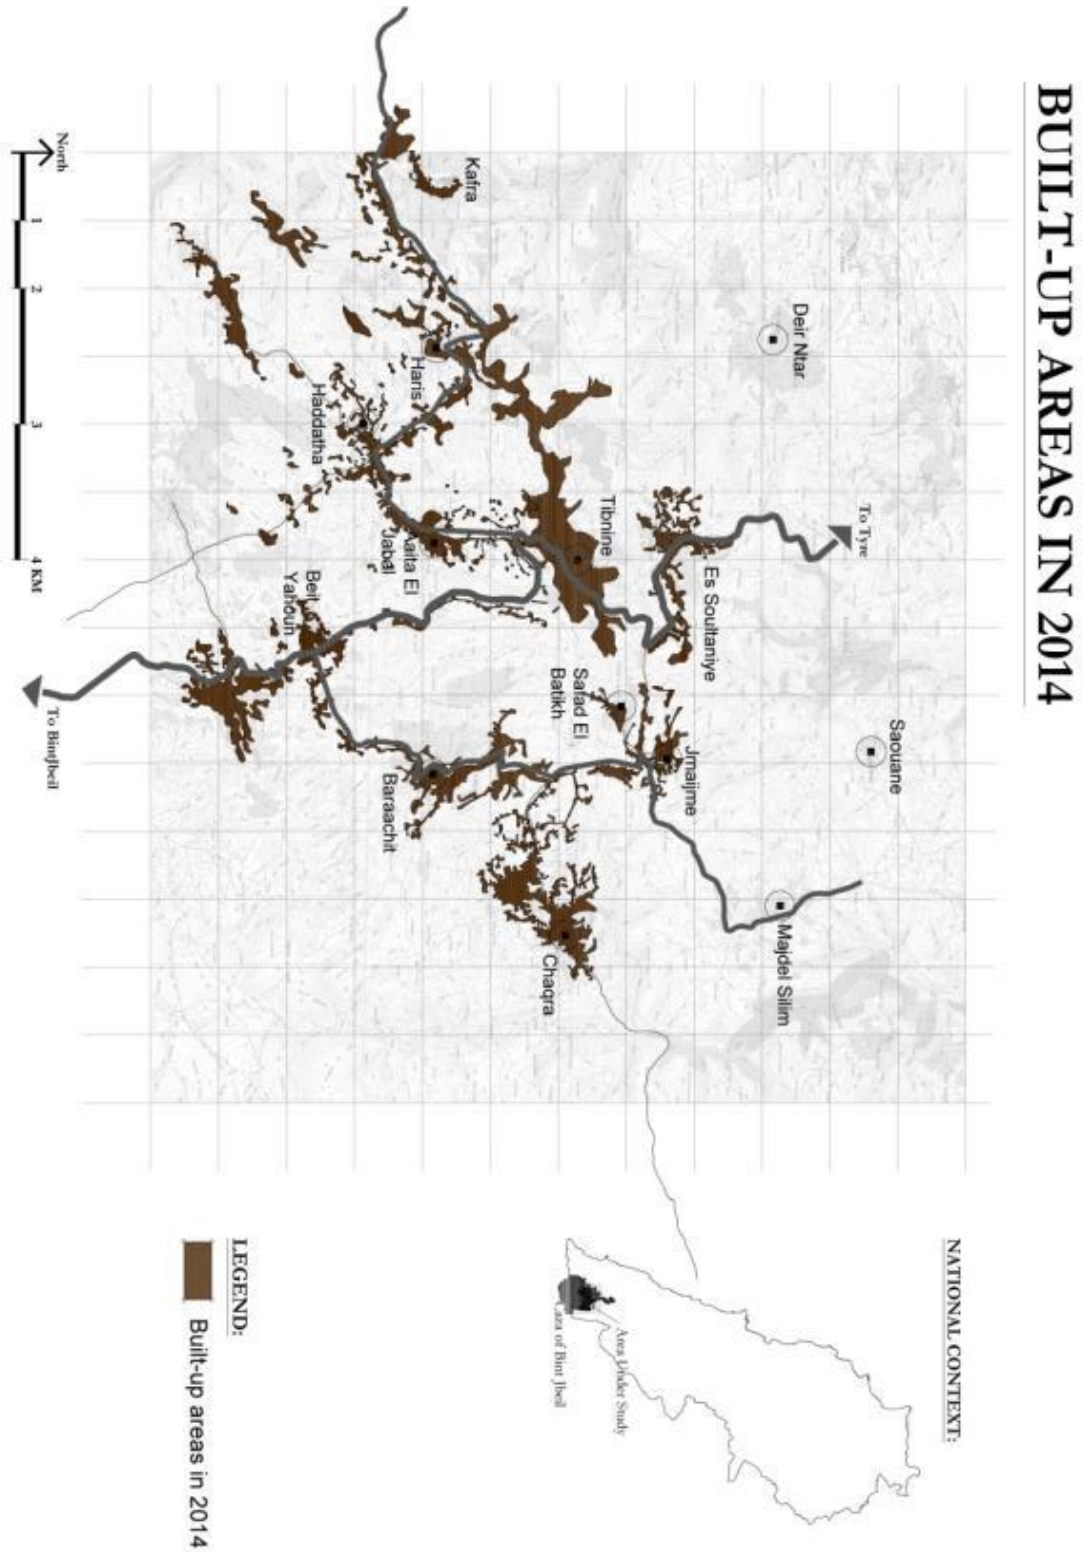 BUILT-UP AREAS IN 2014
To Tyre
Deir Ntar
Saouane
Majdel Silim
Kafra
Haris
Haddatha
Tibnine
Es Soultaniye
Aaita El
Jabal
Safad El
Batikh
Jmaijme
Beit
Yahoun
Baraachit
Chaqra
To BintJbeil
North
1
2
3
4 KM
NATIONAL CONTEXT:
Area Under Study
Caza of Bint Jbeil
LEGEND:
Built-up areas in 2014